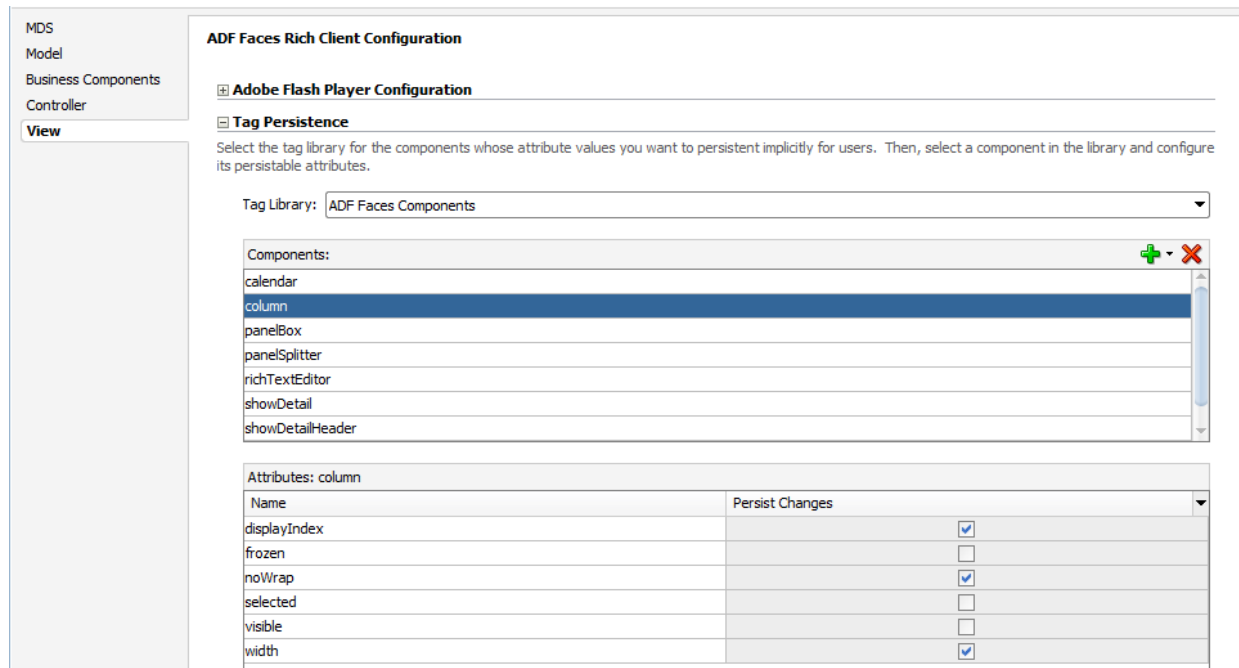 MDS
Model
Business Components
Controller
View
ADF Faces Rich Client Configuration
Adobe Flash Player Configuration
Tag Persistence
Select the tag library for the components whose attribute values you want to persistent implicitly for users.  Then, select a component in the library and configure
its persistable attributes.
Tag Library: ADF Faces Components
Components:
calendar
column
panelBox
panelSplitter
richTextEditor
showDetail
showDetailHeader
Attributes: column
Name Persist Changes
displayIndex
frozen
noWrap
selected
visible
width